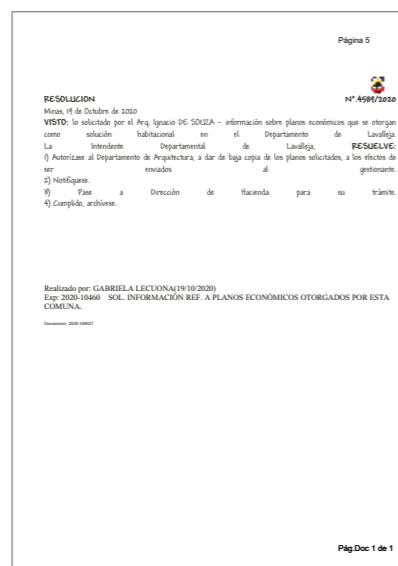 Página 5
RESOLUCION N°.4589/2020
Minas, 19 de Octubre de 2020
VISTO: lo solicitado por el Arq. Ignacio DE SOUZA - información sobre planos económicos que se otorgan
como solución habitacional en el Departamento de Lavalleja.
La Intendente Departamental de Lavalleja, RESUELVE:
1) Autorízase al Departamento de Arquitectura, a dar de baja copia de los planos solicitados, a los efectos de
ser enviados al gestionante.
2) Notifíquese.
3) Pase a Dirección de Hacienda para su trámite.
4) Cumplido, archívese.
Realizado por: GABRIELA LECUONA(19/10/2020)
Exp: 2020-10460 SOL. INFORMACIÓN REF. A PLANOS ECONÓMICOS OTORGADOS POR ESTA
COMUNA.
Pág.Doc 1 de 1